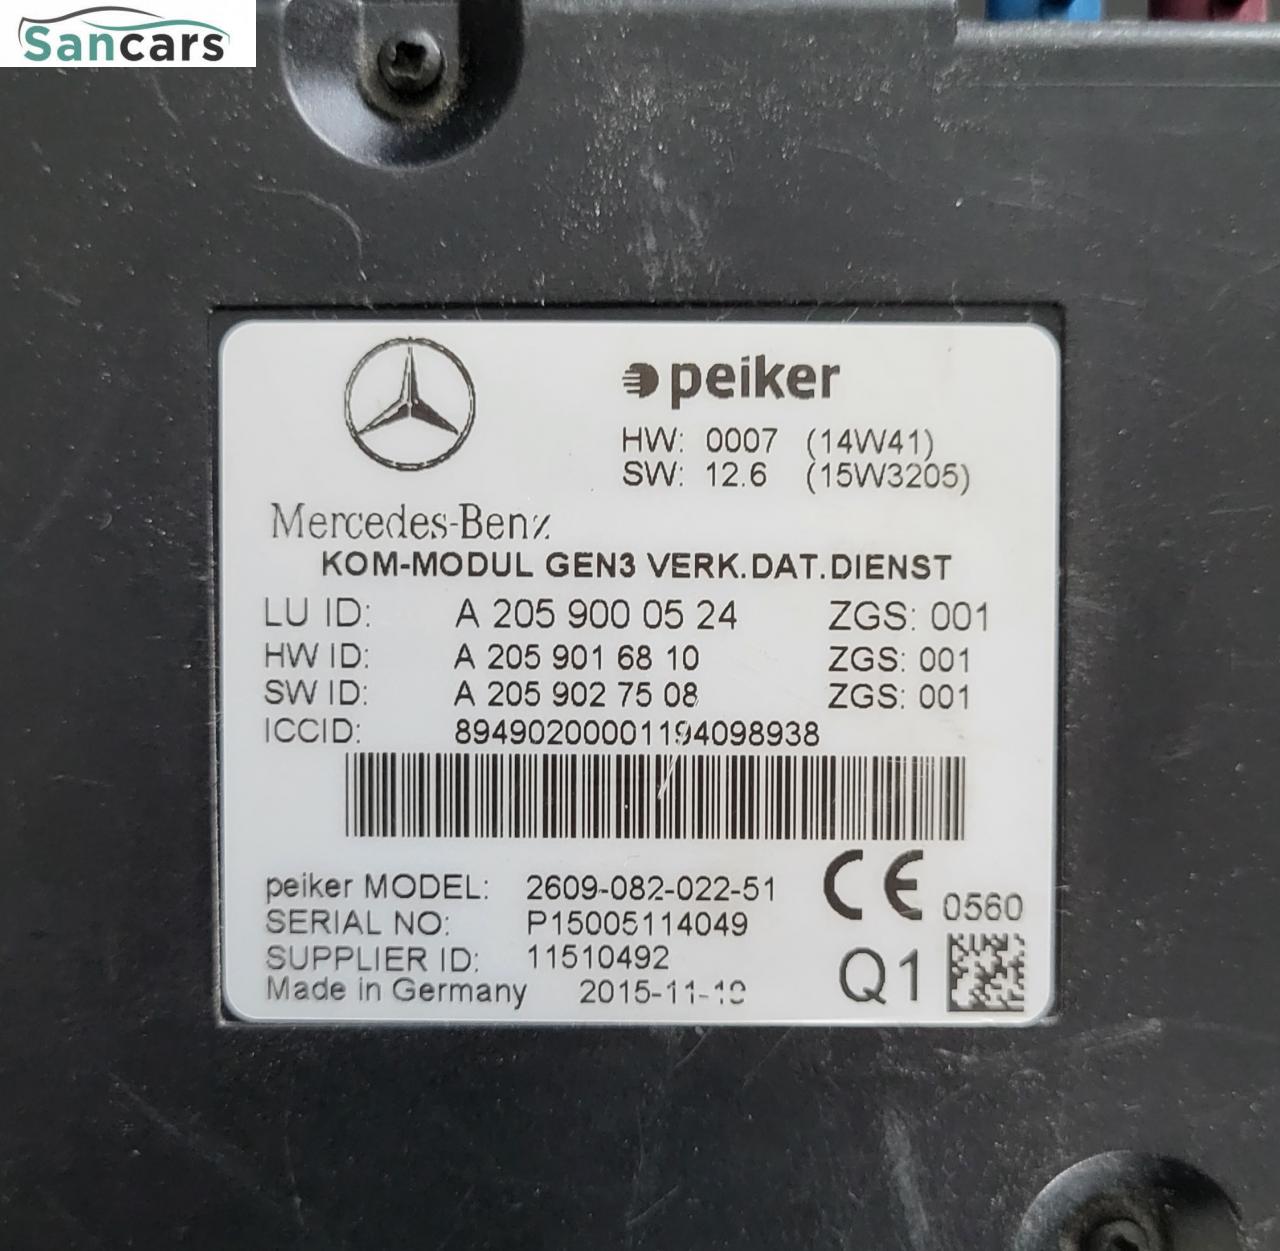 Sancars
peiker
HW: 0007 (14W41)
SW: 12.6 (15W3205)
Mercedes-Benz
KOM-MODUL GEN3 VERK.DAT.DIENST
LU ID: A 205 900 05 24 ZGS: 001
HW ID: A 205 901 68 10 ZGS: 001
SW ID: A 205 902 75 08 ZGS: 001
ICCID: 89490200001194098938
peiker MODEL: 2609-082-022-51
CE 0560
SERIAL NO: P15005114049
SUPPLIER ID: 11510492
Made in Germany
Q1